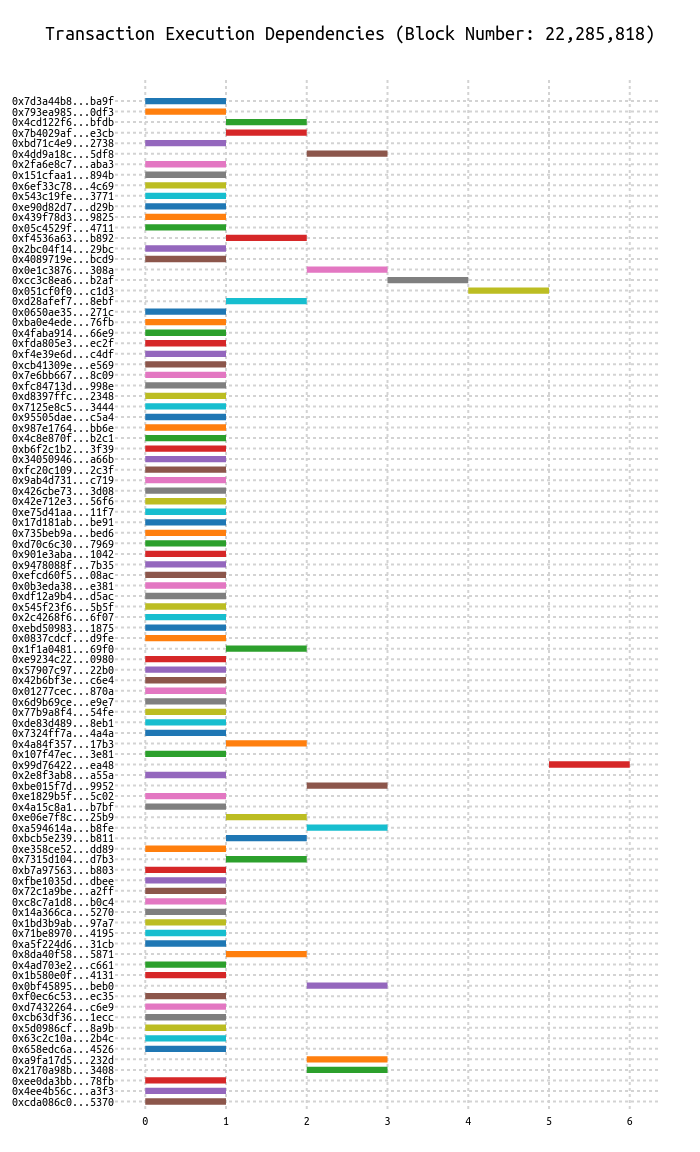 Transaction Execution Dependencies (Block Number: 22,285,818)
0x7d3a44b8...ba9f
0x793ea985...0df3
0x4cd122f6...bfdb
0x7b4029af...e3cb
0xbd71c4e9...2738
0x4dd9a18c...5df8
0x2fa6e8c7...aba3
0x151cfaa1...894b
0x6ef33c78...4c69
0x543c19fe...3771
0xe90d82d7...d29b
0x439f78d3...9825
0x05c4529f...4711
0xf4536a63...b892
0x2bc04f14...29bc
0x4089719e...bcd9
0x0e1c3876...308a
0xcc3c8ea6...b2af
0x051cf0f0...c1d3
0xd28afef7...8ebf
0x0650ae35...271c
0xba0e4ede...76fb
0x4faba914...66e9
0xfda805e3...ec2f
0xf4e39e6d...c4df
0xcb41309e...e569
0x7e6bb667...8c09
0xfc84713d...998e
0xd8397ffc...2348
0x7125e8c5...3444
0x95505dae...c5a4
0x987e1764...bb6e
0x4c8e870f...b2c1
0xb6f2c1b2...3f39
0x34050946...a66b
0xfc20c109...2c3f
0x9ab4d731...c719
0x426cbe73...3d08
0x42e712e3...56f6
0xe75d41aa...11f7
0x17d181ab...be91
0x735beb9a...bed6
0xd70c6c30...7969
0x901e3aba...1042
0x9478088f...7b35
0xefcd60f5...08ac
0x0b3eda38...e381
0xdf12a9b4...d5ac
0x545f23f6...5b5f
0x2c4268f6...6f07
0xebd50983...1875
0x0837cdcf...d9fe
0x1f1a0481...69f0
0xe9234c22...0980
0x57907c97...22b0
0x42b6bf3e...c6e4
0x01277cec...870a
0x6d9b69ce...e9e7
0x77b9a8f4...54fe
0xde83d489...8eb1
0x7324ff7a...4a4a
0x4a84f357...17b3
0x107f47ec...3e81
0x99d76422...ea48
0x2e8f3ab8...a55a
0xbe015f7d...9952
0xe1829b5f...5c02
0x4a15c8a1...b7bf
0xe06e7f8c...25b9
0xa594614a...b8fe
0xbcb5e239...b811
0xe358ce52...dd89
0x7315d104...d7b3
0xb7a97563...b803
0xfbe1035d...dbee
0x72c1a9be...a2ff
0xc8c7a1d8...b0c4
0x14a366ca...5270
0x1bd3b9ab...97a7
0x71be8970...4195
0xa5f224d6...31cb
0x8da40f58...5871
0x4ad703e2...c661
0x1b580e0f...4131
0x0bf45895...beb0
0xf0ec6c53...ec35
0xd7432264...c6e9
0xcb63df36...1ecc
0x5d0986cf...8a9b
0x63c2c10a...2b4c
0x658edc6a...4526
0xa9fa17d5...232d
0x2170a98b...3408
0xee0da3bb...78fb
0x4ee4b56c...a3f3
0xcda086c0...5370
0 1 2 3 4 5 6